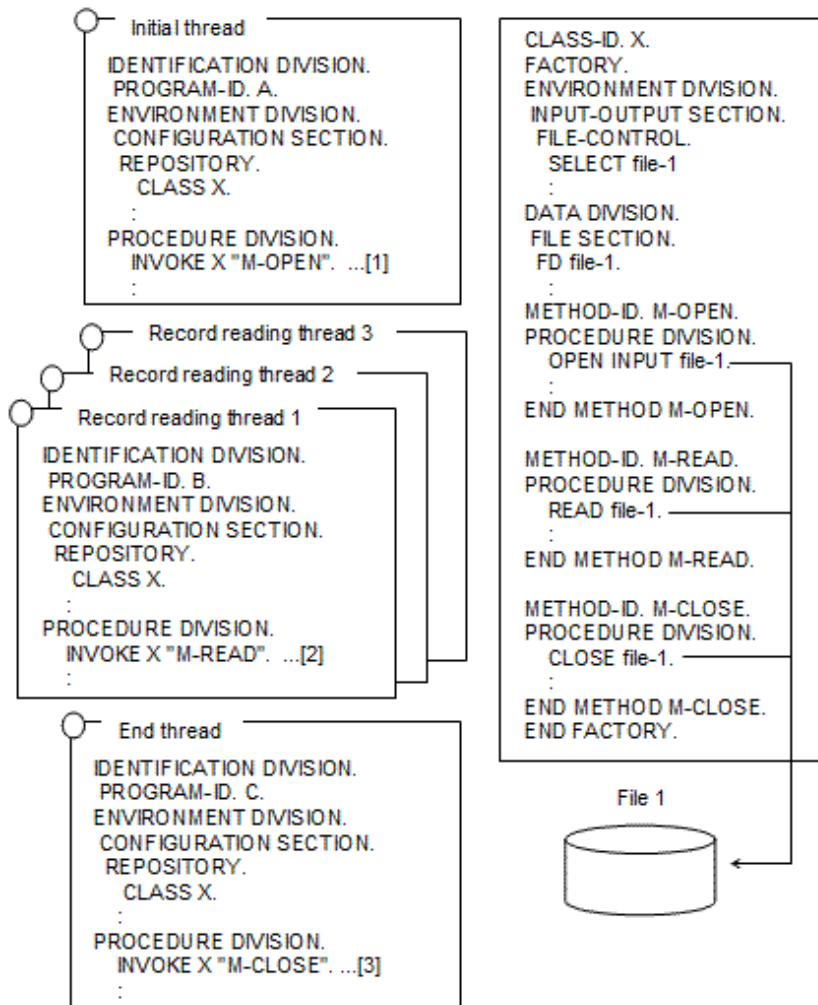 Initial thread
IDENTIFICATION DIVISION.
PROGRAM-ID. A.
ENVIRONMENT DIVISION.
CONFIGURATION SECTION.
REPOSITORY.
CLASS X.
:
PROCEDURE DIVISION.
INVOKE X "M-OPEN". ...[1]
:
Record reading thread 3
Record reading thread 2
Record reading thread 1
IDENTIFICATION DIVISION.
PROGRAM-ID. B.
ENVIRONMENT DIVISION.
CONFIGURATION SECTION.
REPOSITORY.
CLASS X.
:
PROCEDURE DIVISION.
INVOKE X "M-READ". ...[2]
:
End thread
IDENTIFICATION DIVISION.
PROGRAM-ID. C.
ENVIRONMENT DIVISION.
CONFIGURATION SECTION.
REPOSITORY.
CLASS X.
:
PROCEDURE DIVISION.
INVOKE X "M-CLOSE". ...[3]
:
CLASS-ID. X.
FACTORY.
ENVIRONMENT DIVISION.
INPUT-OUTPUT SECTION.
FILE-CONTROL.
SELECT file-1
:
DATA DIVISION.
FILE SECTION.
FD file-1.
:
METHOD-ID. M-OPEN.
PROCEDURE DIVISION.
OPEN INPUT file-1.
:
END METHOD M-OPEN.
METHOD-ID. M-READ.
PROCEDURE DIVISION.
READ file-1.
:
END METHOD M-READ.
METHOD-ID. M-CLOSE.
PROCEDURE DIVISION.
CLOSE file-1.
:
END METHOD M-CLOSE.
END FACTORY.
File 1